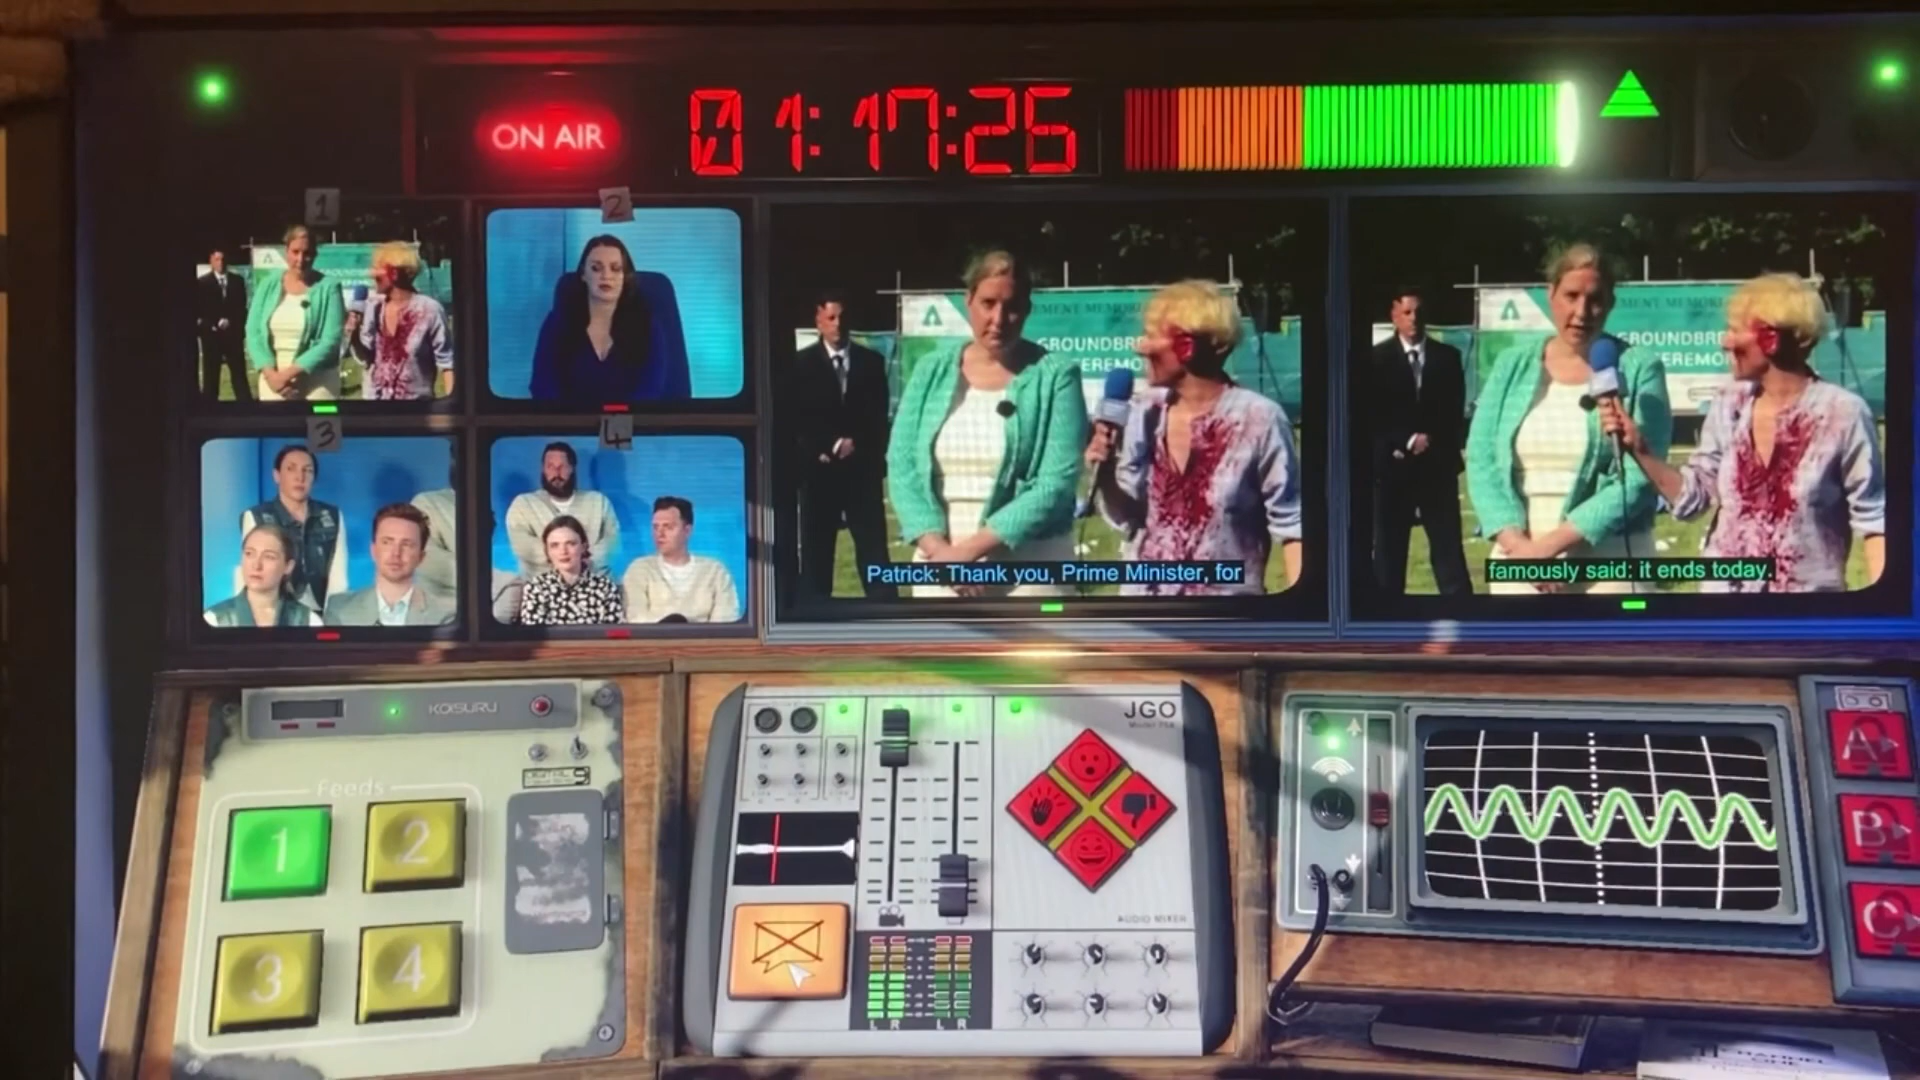 ON AIR
01:17:26
1
2
GROUNDBRE
CEREMO
GROUNDBRE
CEREMO
3
4
Patrick: Thank you, Prime Minister, for
famously said: it ends today.
KOISURU
JGO
Feeds
1
2
3
4
AUDIO MIXER
L R
L R
A
B
C